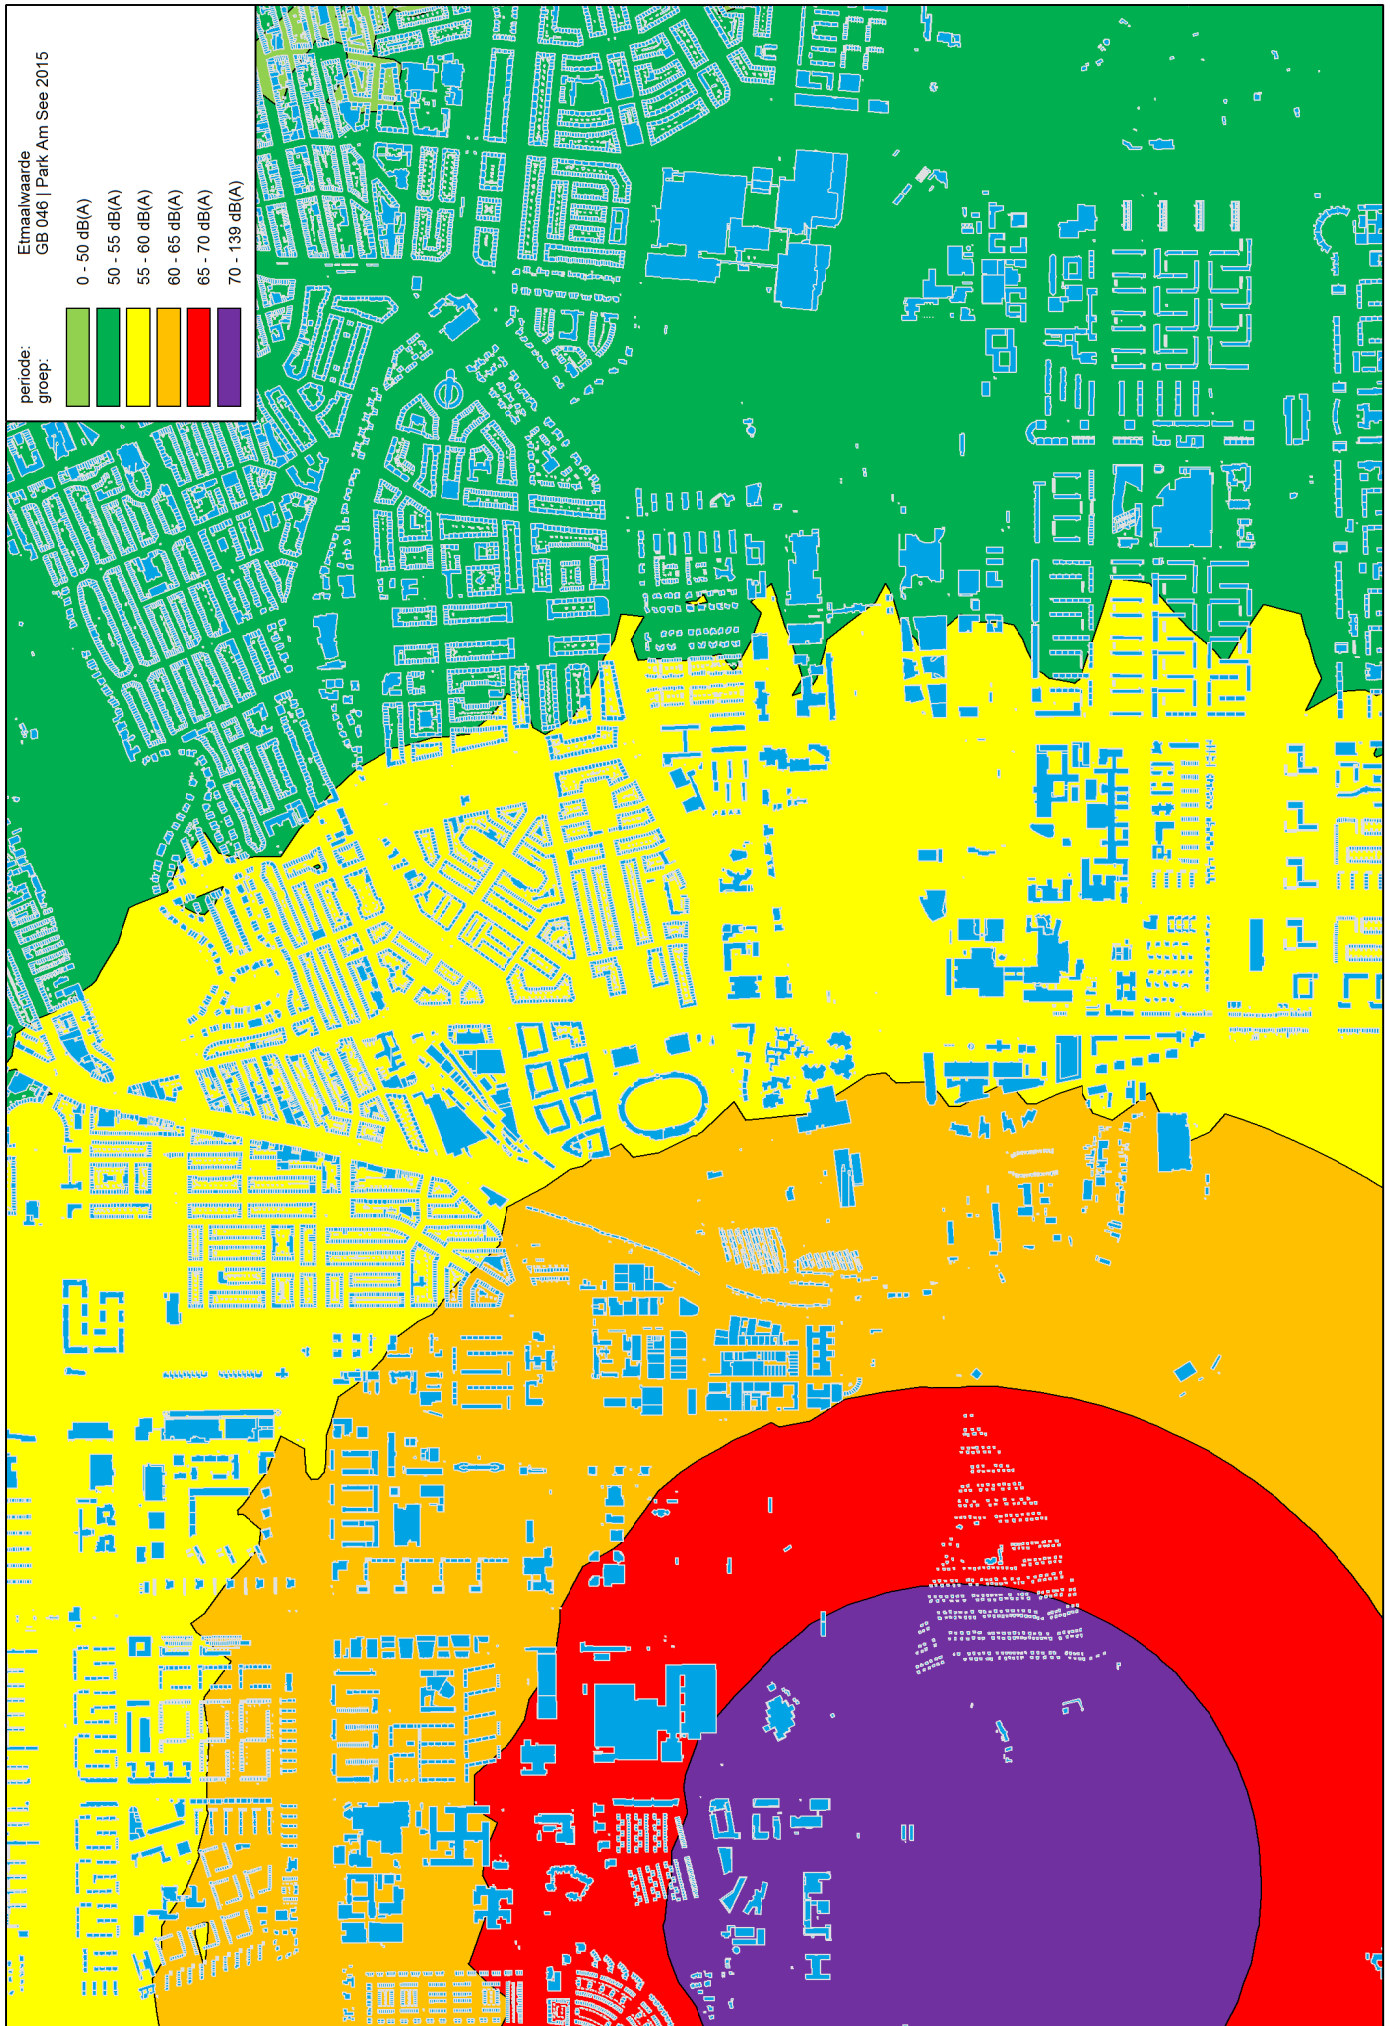 periode: Etmaalwaarde
groep: GB 046 | Park Am See 2015
0 - 50 dB(A)
50 - 55 dB(A)
55 - 60 dB(A)
60 - 65 dB(A)
65 - 70 dB(A)
70 - 139 dB(A)